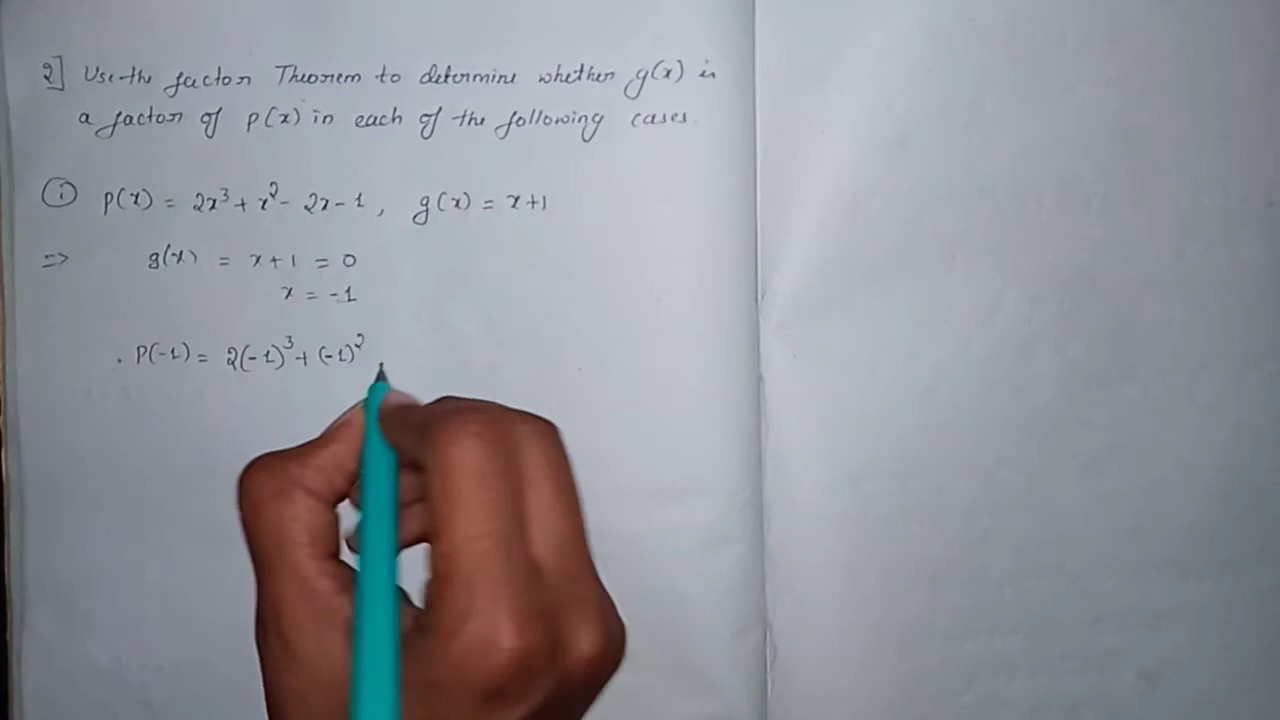 2] Use the factor Theorem to determine whether g(x) is
a factor of p(x) in each of the following cases
(i) p(x) = 2x³ + x² - 2x - 1, g(x) = x+1
=> g(x) = x + 1 = 0
x = -1
. P(-1) = 2(-1)³ + (-1)²